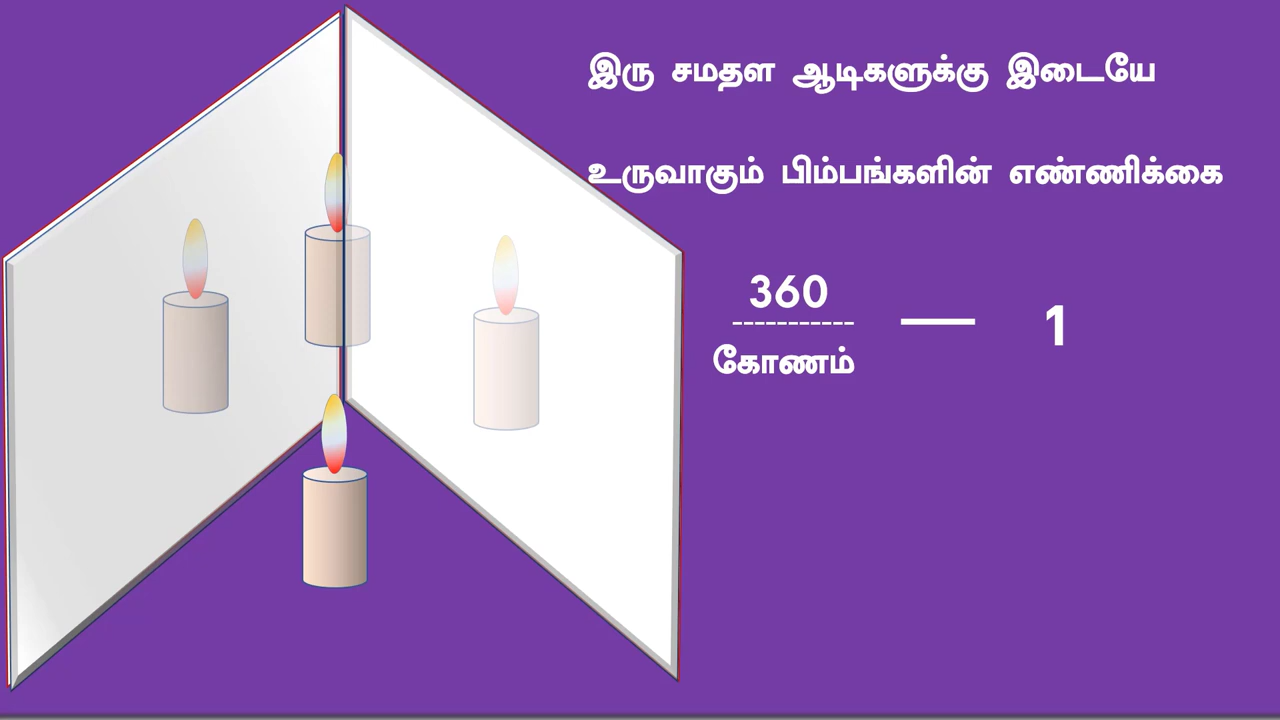 இரு சமதள ஆடிகளுக்கு இடையே
உருவாகும் பிம்பங்களின் எண்ணிக்கை
360
-----------
கோணம்
— 1